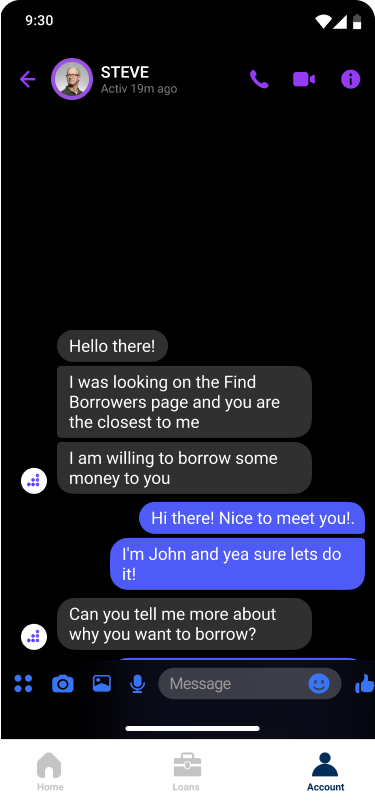 9:30
STEVE
Activ 19m ago
Hello there!
I was looking on the Find
Borrowers page and you are
the closest to me
I am willing to borrow some
money to you
Hi there! Nice to meet you!.
I'm John and yea sure lets do
it!
Can you tell me more about
why you want to borrow?
Message
Home
Loans
Account